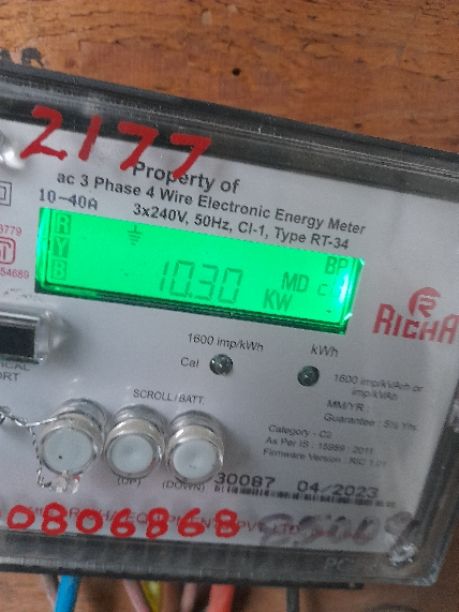 2177
Property of
ac 3 Phase 4 Wire Electronic Energy Meter
10-40A 3x240V, 50Hz, Cl-1, Type RT-34
R
Y
B
BP
10.30 MD
KW
RICHA
1600 imp/kWh
Cal
kWh
1600 imp/kVArh or
imp/kVAh
MM/YR :
Guarantee : 5½ Yrs.
SCROLL/BATT.
(UP) (DOWN)
Category - C2
As Per IS : 15959 : 2011
Firmware Version : RIC 1.01
30087 04/2023
0806868